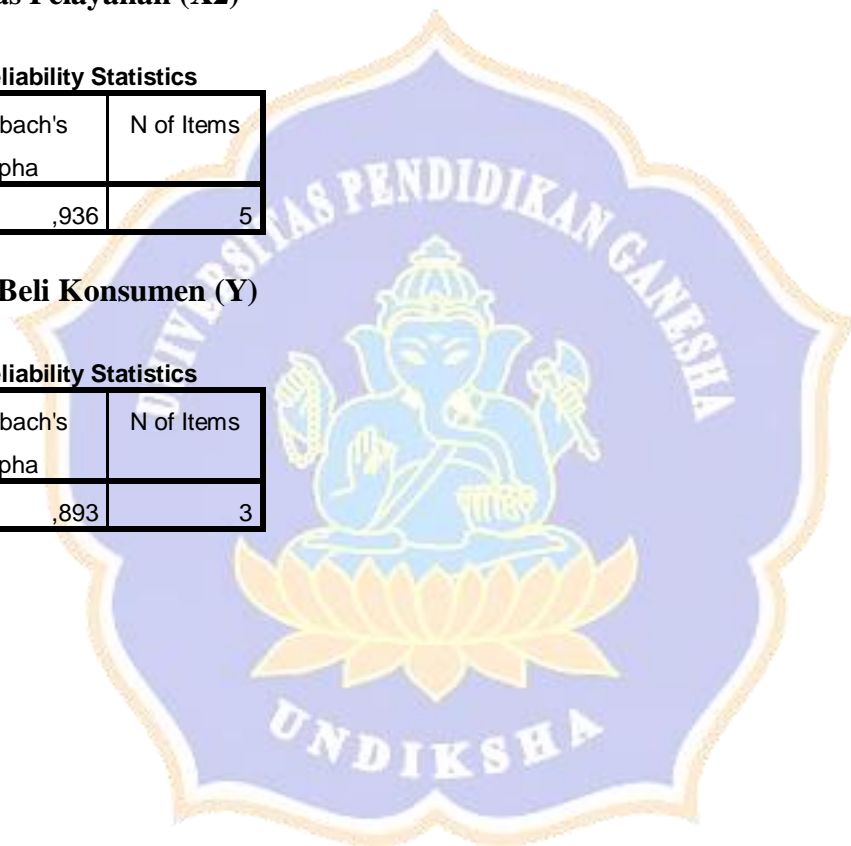 as Pelayanan (X2)
eliability Statistics
bach's N of Items
pha
,936 5
Beli Konsumen (Y)
eliability Statistics
bach's N of Items
pha
,893 3
UNIVERSITAS PENDIDIKAN GANESHA
UNDIKSHA